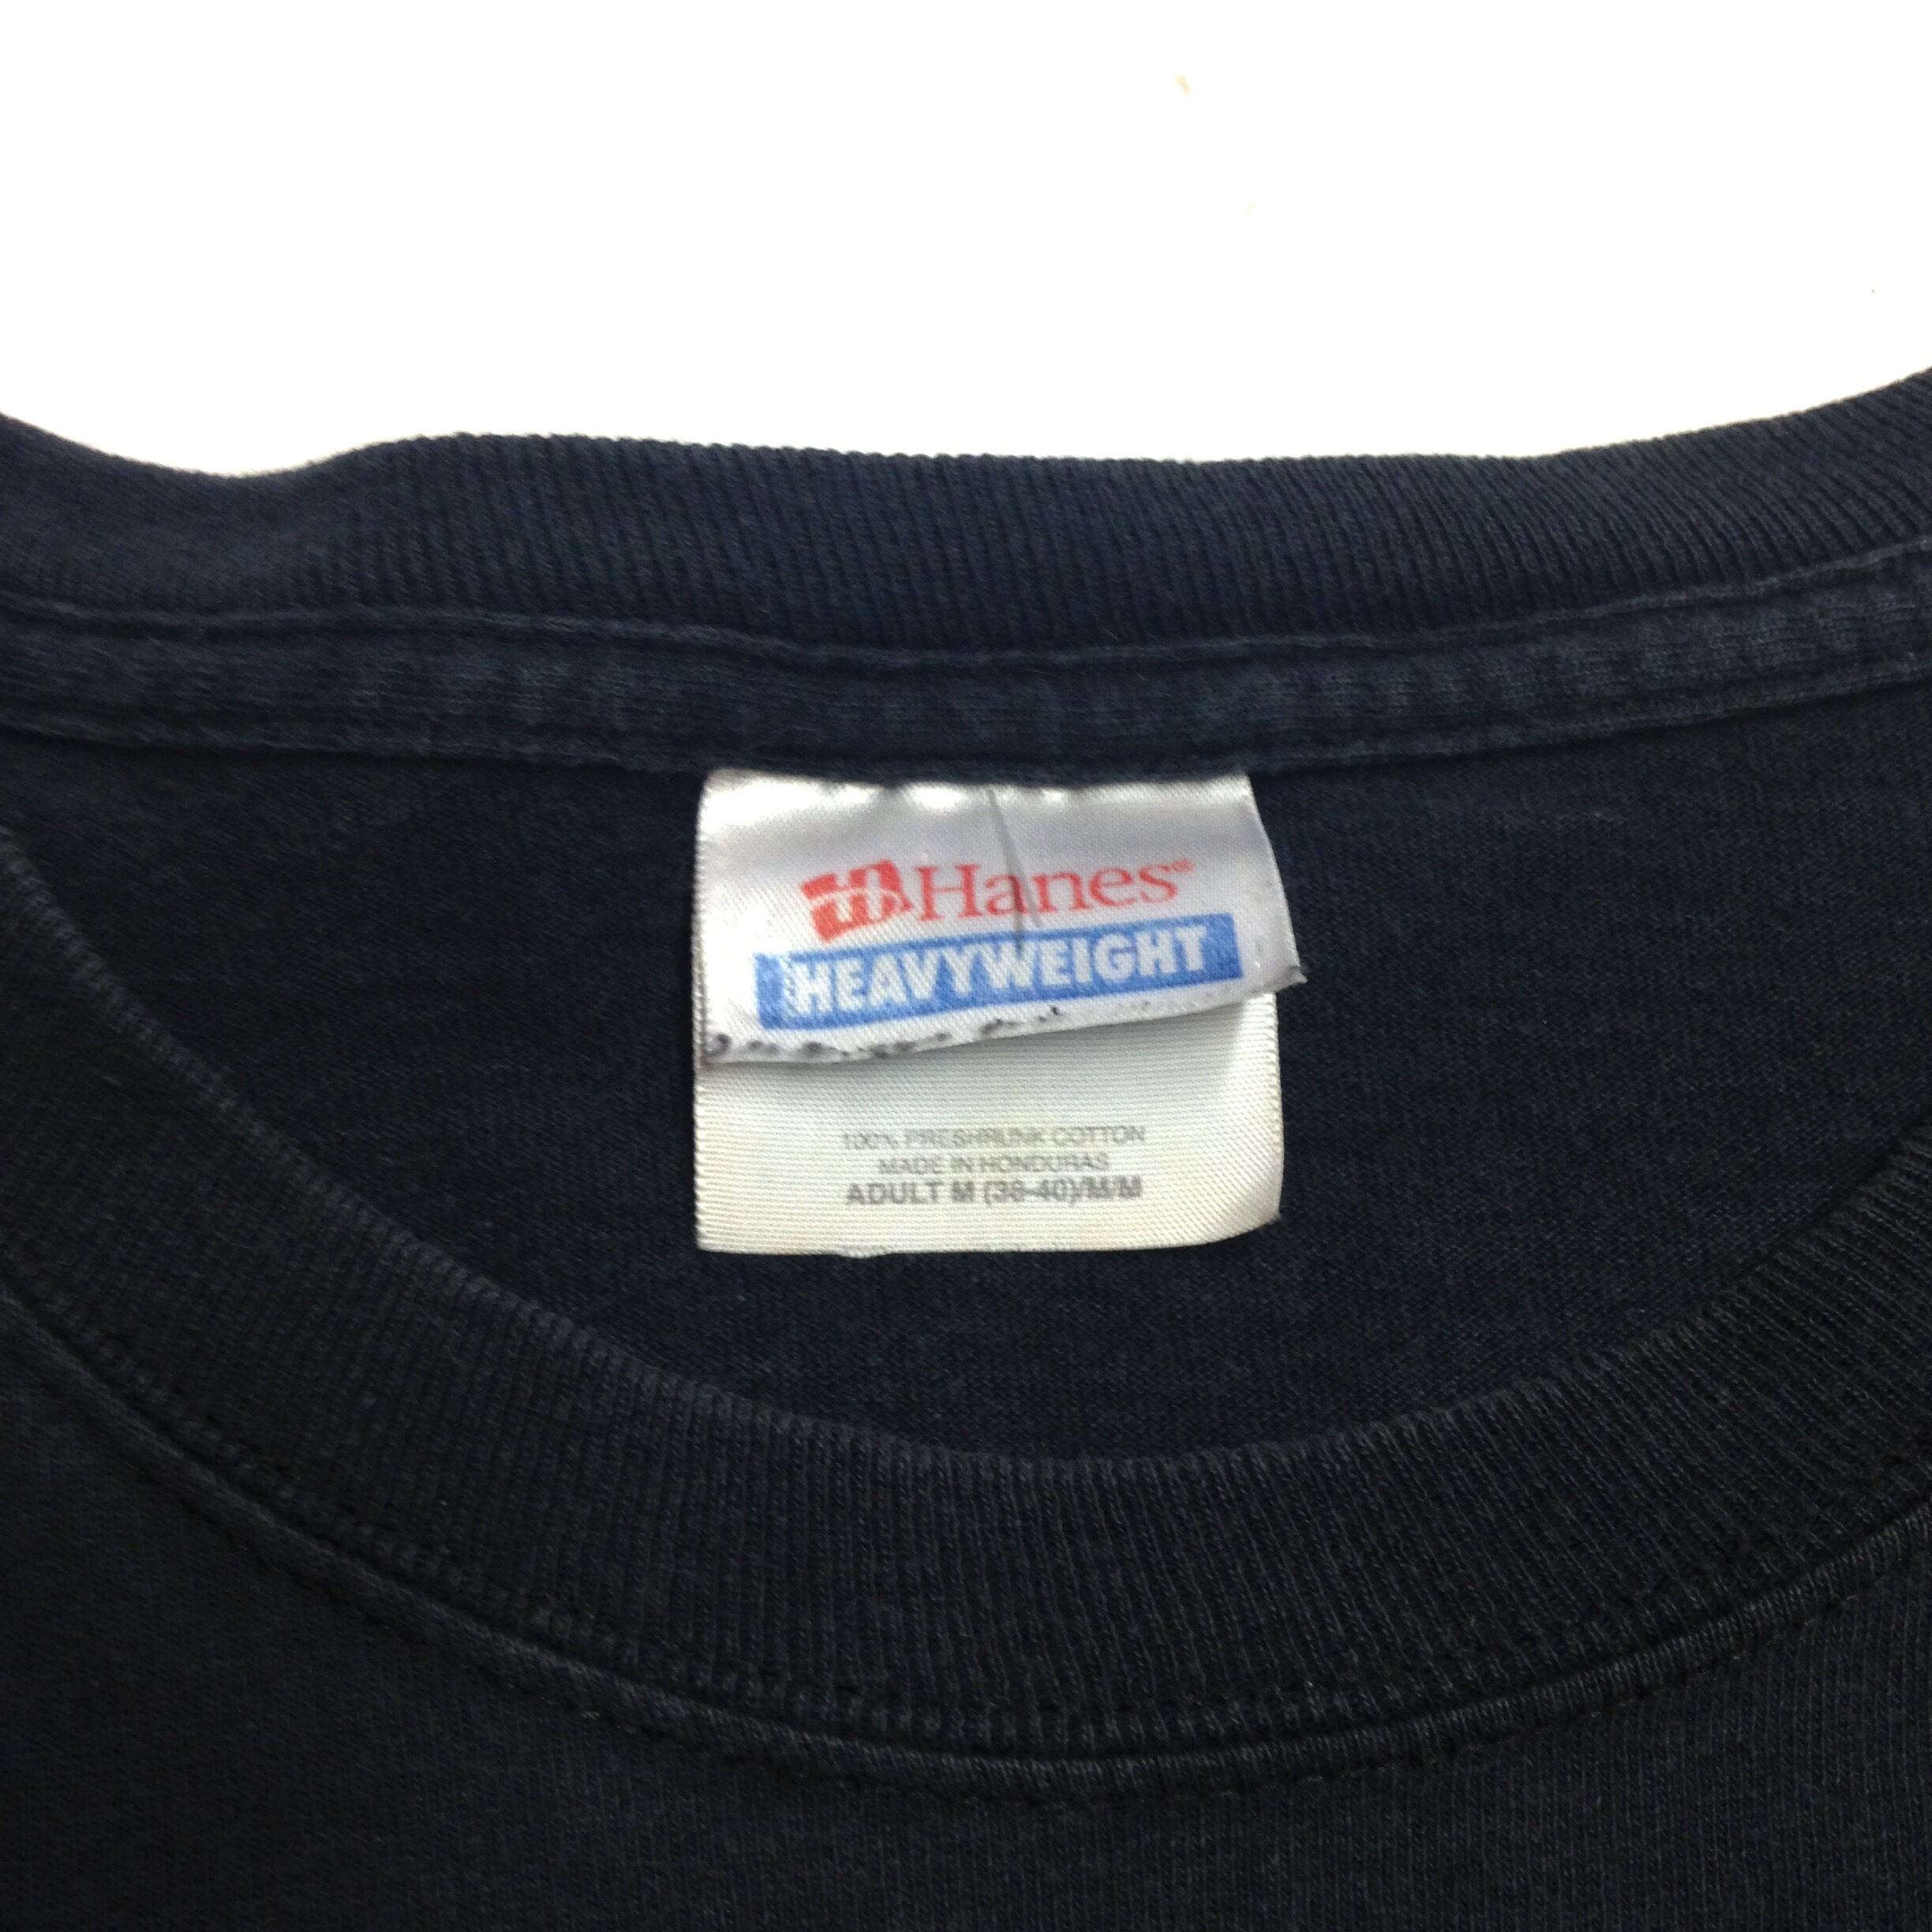 Hanes®
HEAVYWEIGHT
100% PRESHRUNK COTTON
MADE IN HONDURAS
ADULT M (38-40)/M/M